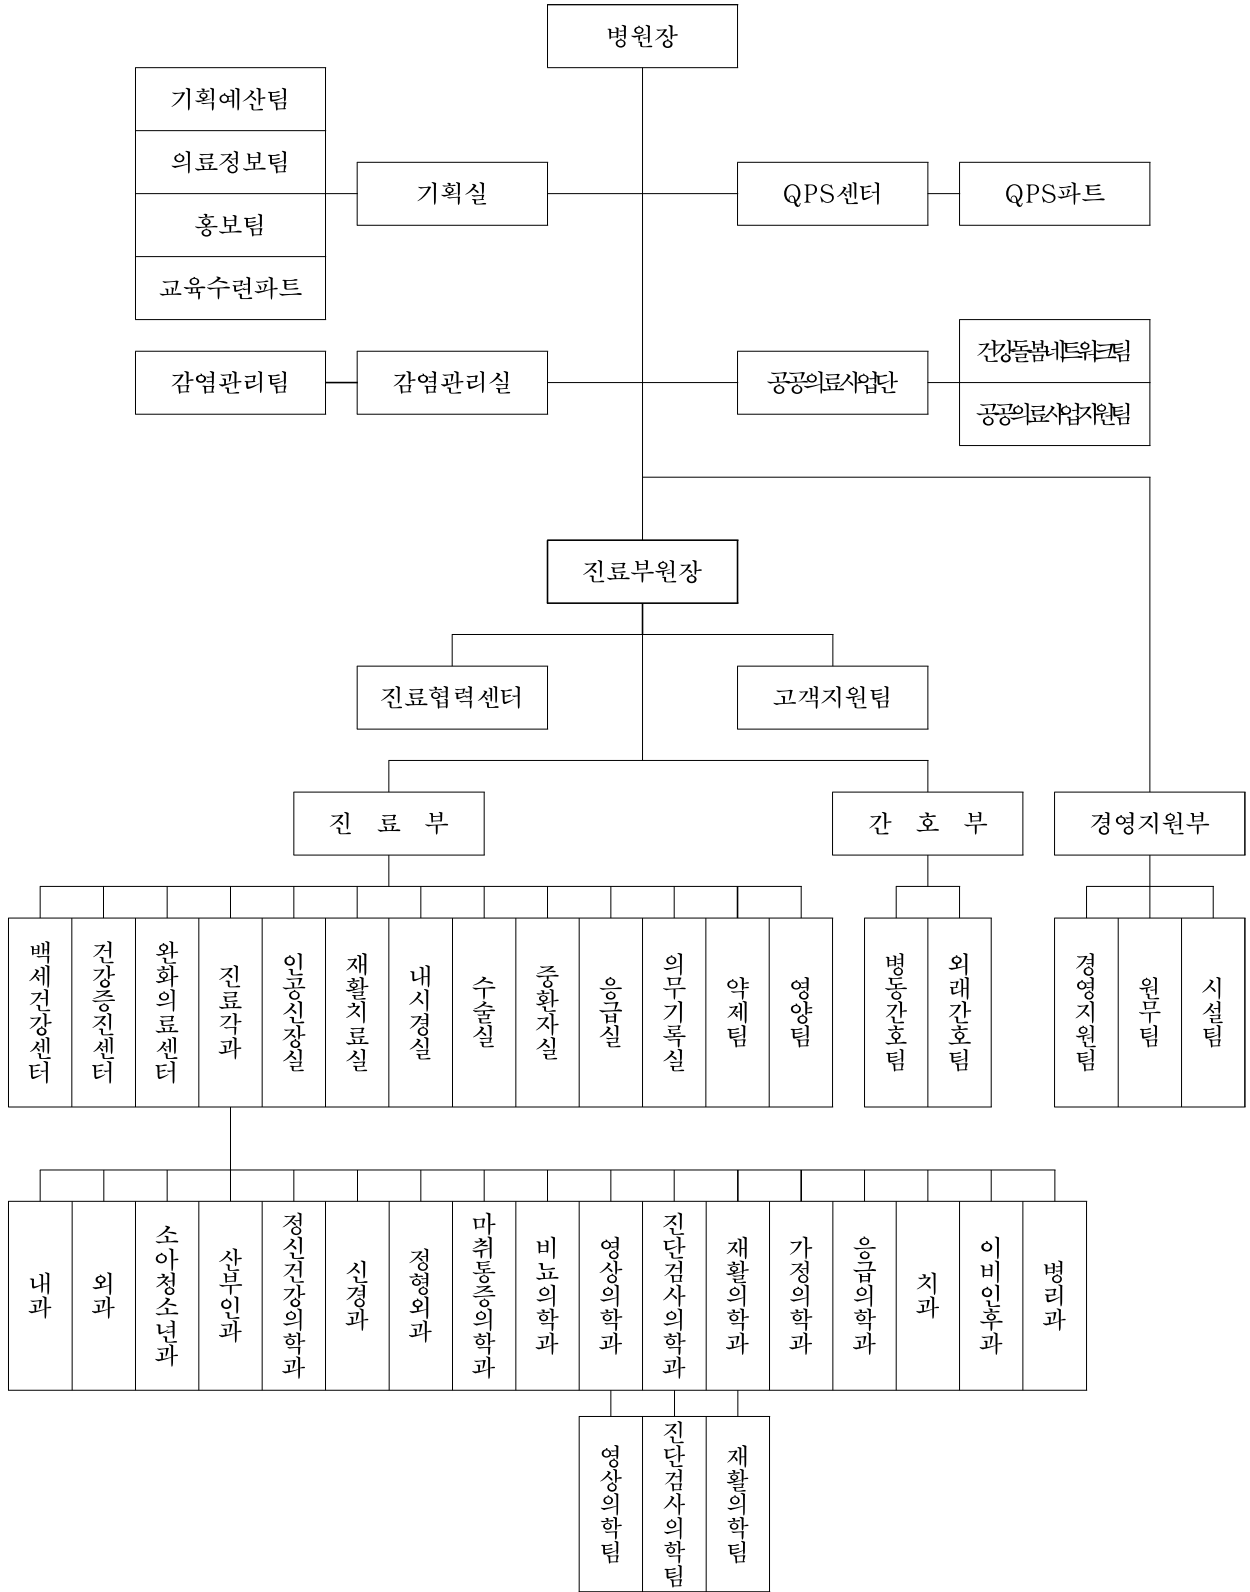 병원장
기획예산팀
의료정보팀
홍보팀
교육수련파트
기획실
QPS센터
QPS파트
감염관리팀
감염관리실
공공의료사업단
건강돌봄네트워크팀
공공의료사업지원팀
진료부원장
진료협력센터
고객지원팀
진 료 부
간 호 부
경영지원부
백세건강센터
건강증진센터
완화의료센터
진료각과
인공신장실
재활치료실
내시경실
수술실
중환자실
응급실
의무기록실
약제팀
영양팀
병동간호팀
외래간호팀
경영지원팀
원무팀
시설팀
내과
외과
소아청소년과
산부인과
정신건강의학과
신경과
정형외과
마취통증의학과
비뇨의학과
영상의학과
진단검사의학과
재활의학과
가정의학과
응급의학과
치과
이비인후과
병리과
영상의학팀
진단검사의학팀
재활의학팀